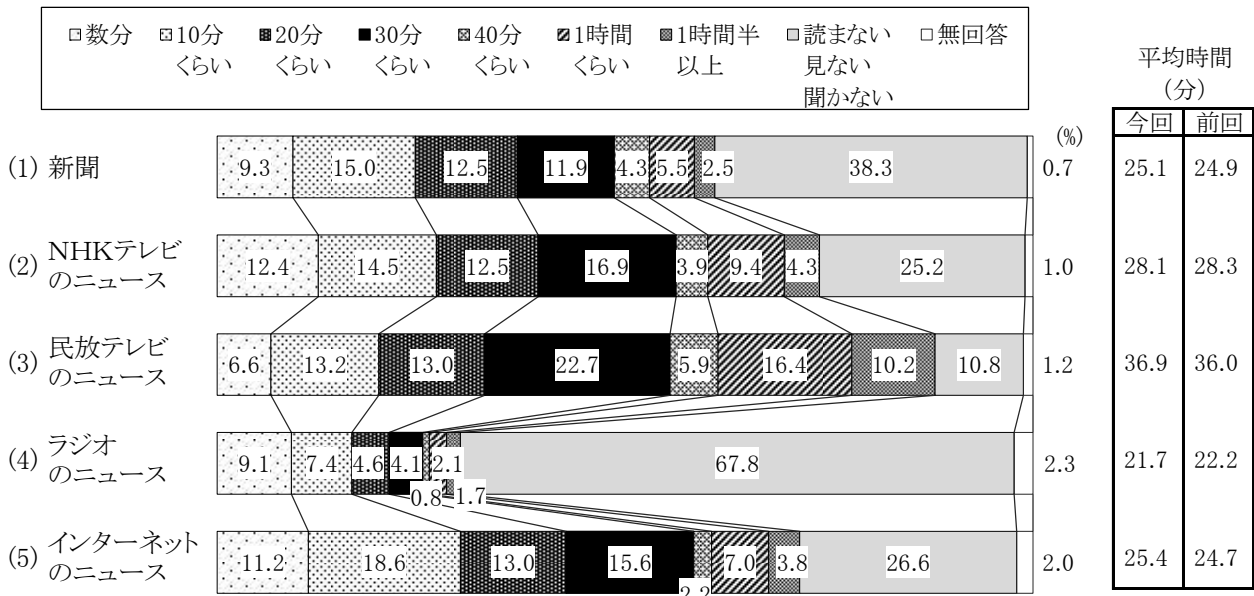 数分 10分 20分 30分 40分 1時間 1時間半 読まない 無回答
くらい くらい くらい くらい くらい 以上 見ない
聞かない
平均時間
(分)
今回 前回
(%)
(1) 新聞 9.3 15.0 12.5 11.9 4.3 5.5 2.5 38.3 0.7 25.1 24.9
(2) NHKテレビ
のニュース 12.4 14.5 12.5 16.9 3.9 9.4 4.3 25.2 1.0 28.1 28.3
(3) 民放テレビ
のニュース 6.6 13.2 13.0 22.7 5.9 16.4 10.2 10.8 1.2 36.9 36.0
(4) ラジオ
のニュース 9.1 7.4 4.6 4.1 0.8 2.1 1.7 67.8 2.3 21.7 22.2
(5) インターネット
のニュース 11.2 18.6 13.0 15.6 2.2 7.0 3.8 26.6 2.0 25.4 24.7